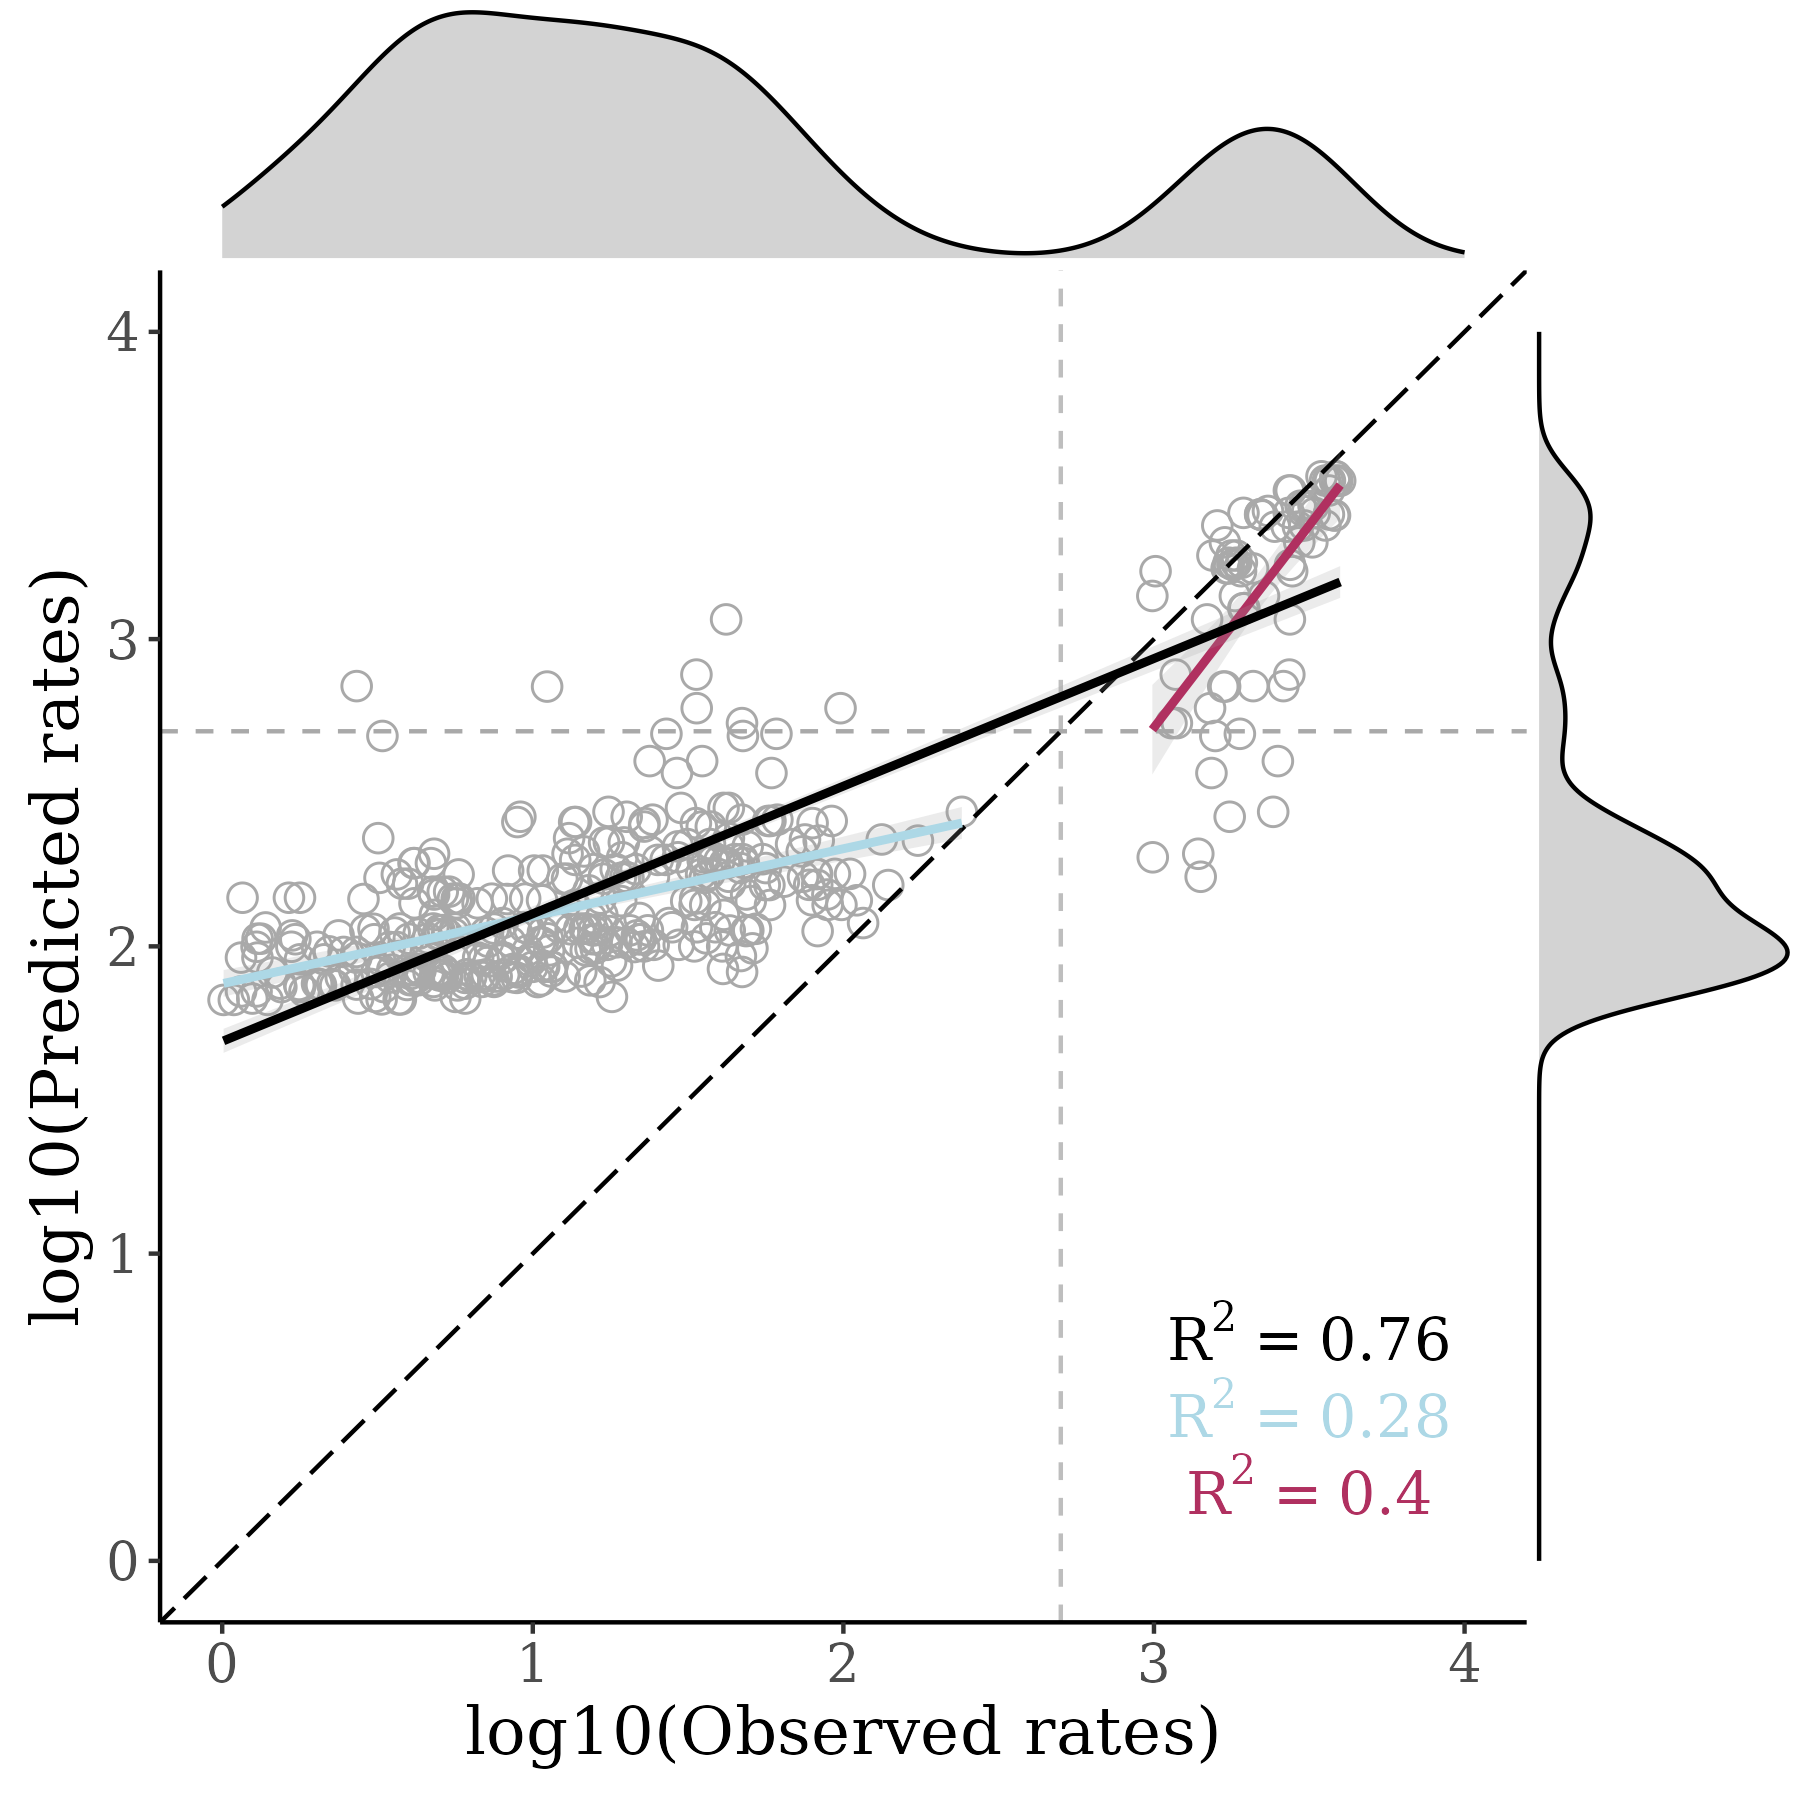 4
3
2
1
0
log10(Predicted rates)
R² = 0.76
R² = 0.28
R² = 0.4
0 1 2 3 4
log10(Observed rates)